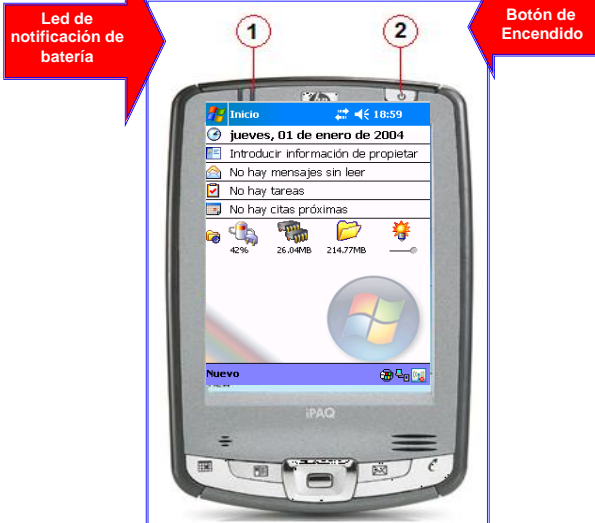 Led de
notificación de
batería
Botón de
Encendido
1
2
Inicio
18:59
jueves, 01 de enero de 2004
Introducir información de propietar
No hay mensajes sin leer
No hay tareas
No hay citas próximas
42%
26.04MB
214.77MB
Nuevo
iPAQ